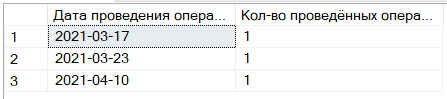 Дата проведения опера... Кол-во проведённых опера...
1 2021-03-17 1
2 2021-03-23 1
3 2021-04-10 1